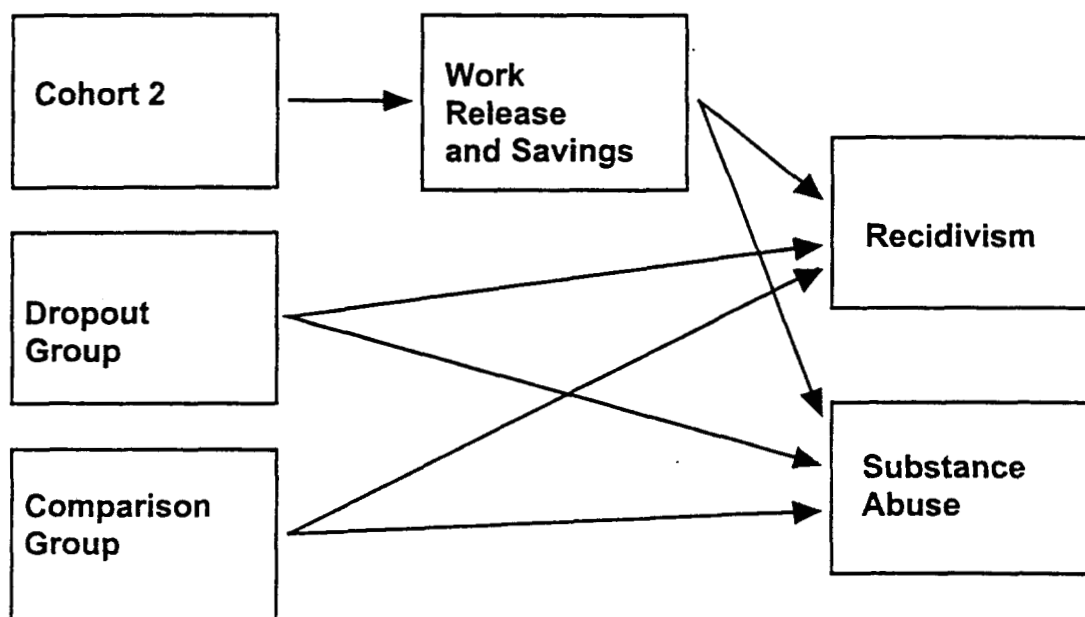 Cohort 2
Work
Release
and Savings
Recidivism
Dropout
Group
Substance
Abuse
Comparison
Group